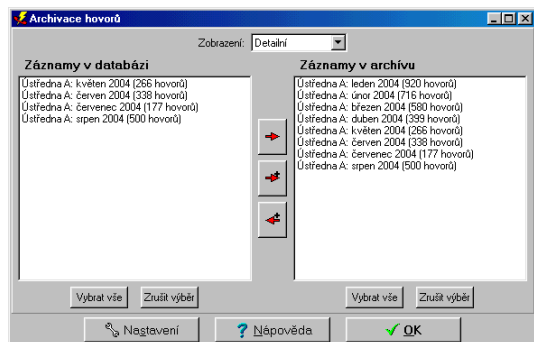 Archivace hovorů
Zobrazení: Detailní
Záznamy v databázi
Ústředna A: květen 2004 (266 hovorů)
Ústředna A: červen 2004 (338 hovorů)
Ústředna A: červenec 2004 (177 hovorů)
Ústředna A: srpen 2004 (500 hovorů)
Záznamy v archívu
Ústředna A: leden 2004 (920 hovorů)
Ústředna A: únor 2004 (716 hovorů)
Ústředna A: březen 2004 (580 hovorů)
Ústředna A: duben 2004 (399 hovorů)
Ústředna A: květen 2004 (266 hovorů)
Ústředna A: červen 2004 (338 hovorů)
Ústředna A: červenec 2004 (177 hovorů)
Ústředna A: srpen 2004 (500 hovorů)
Vybrat vše Zrušit výběr
Vybrat vše Zrušit výběr
Nastavení Nápověda OK